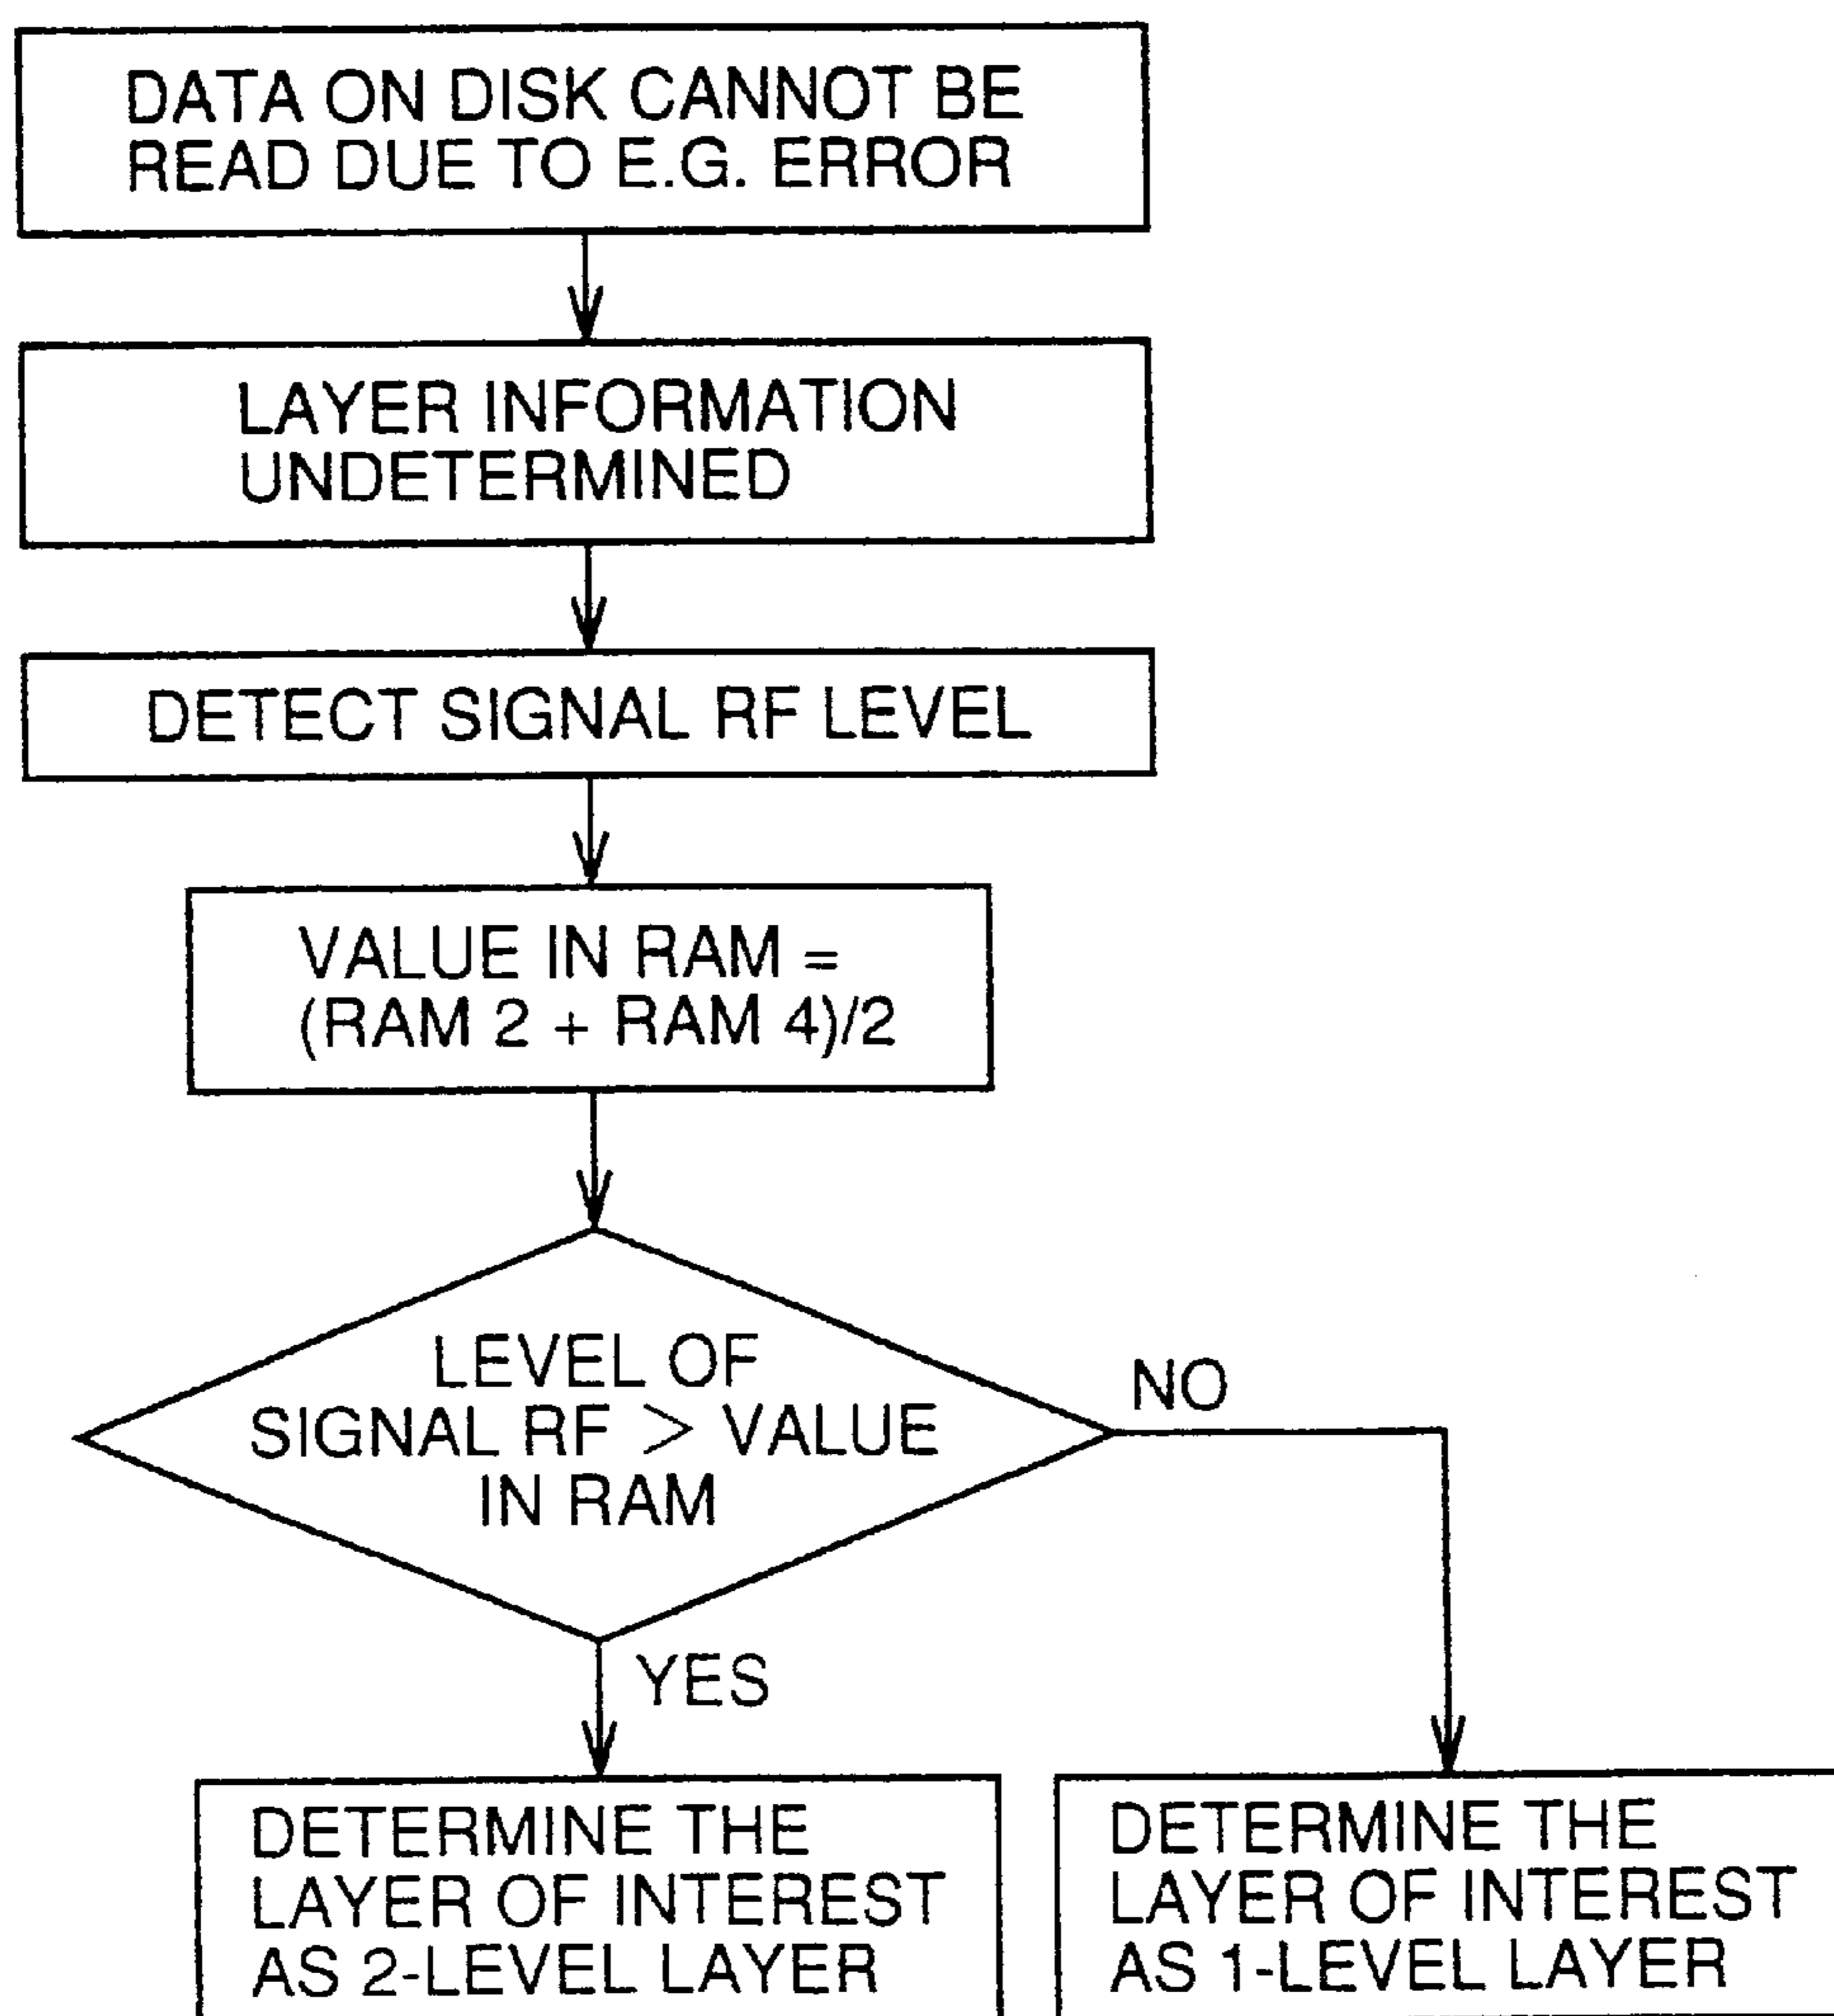 DATA ON DISK CANNOT BE
READ DUE TO E.G. ERROR
LAYER INFORMATION
UNDETERMINED
DETECT SIGNAL RF LEVEL
VALUE IN RAM =
(RAM 2 + RAM 4)/2
LEVEL OF
SIGNAL RF > VALUE
IN RAM
NO
YES
DETERMINE THE
LAYER OF INTEREST
AS 2-LEVEL LAYER
DETERMINE THE
LAYER OF INTEREST
AS 1-LEVEL LAYER